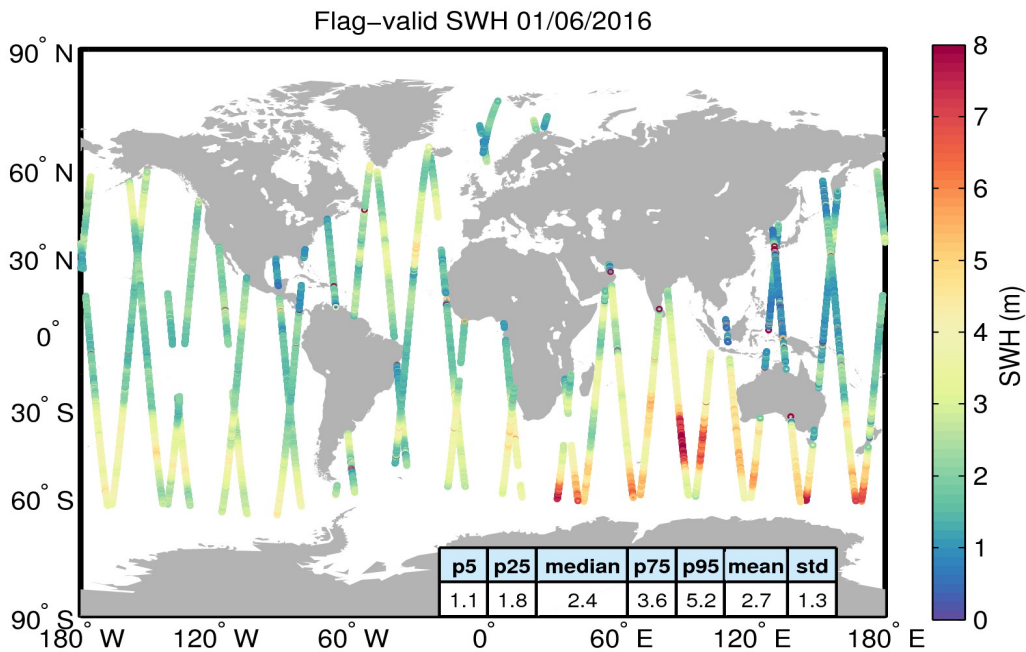 Flag−valid SWH 01/06/2016
90° N
60° N
30° N
0°
30° S
60° S
90° S
180° W
120° W
60° W
0°
60° E
120° E
180° E
p5 p25 median p75 p95 mean std
1.1 1.8 2.4 3.6 5.2 2.7 1.3
8
7
6
5
4
3
2
1
0
SWH (m)